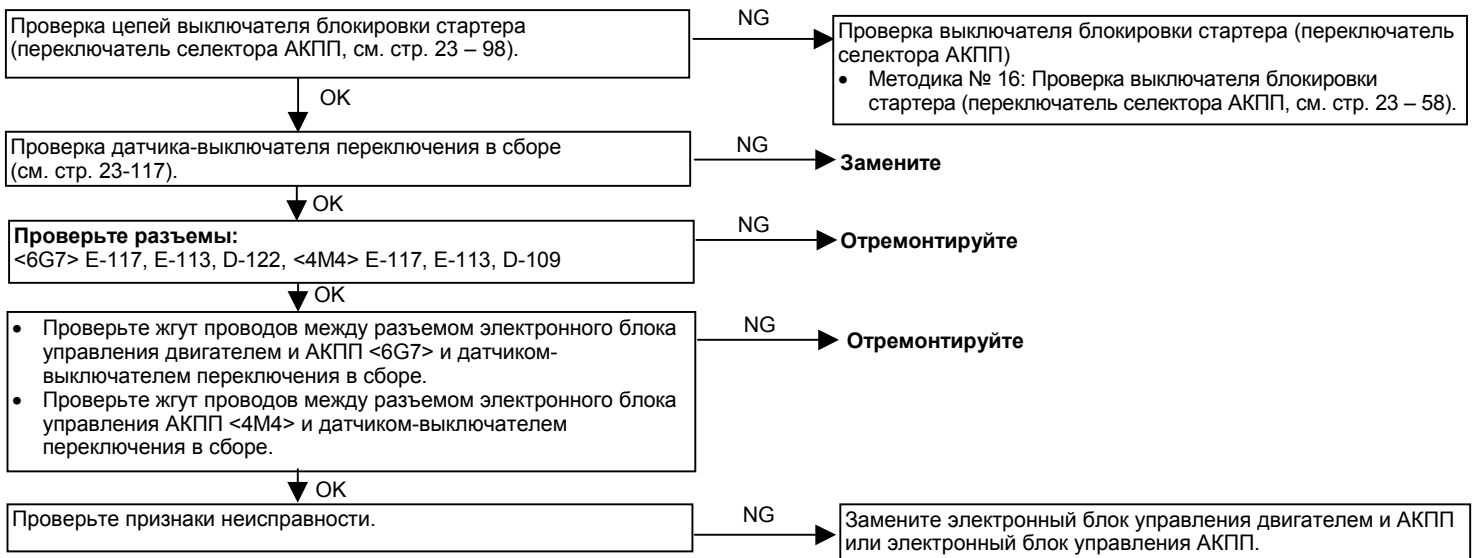 Проверка цепей выключателя блокировки стартера
(переключатель селектора АКПП, см. стр. 23 – 98).
NG
Проверка выключателя блокировки стартера (переключатель
селектора АКПП)
• Методика № 16: Проверка выключателя блокировки
стартера (переключатель селектора АКПП, см. стр. 23 – 58).
OK
Проверка датчика-выключателя переключения в сборе
(см. стр. 23-117).
NG
Замените
OK
Проверьте разъемы:
<6G7> E-117, E-113, D-122, <4M4> E-117, E-113, D-109
NG
Отремонтируйте
OK
• Проверьте жгут проводов между разъемом электронного блока
управления двигателем и АКПП <6G7> и датчиком-
выключателем переключения в сборе.
• Проверьте жгут проводов между разъемом электронного блока
управления АКПП <4M4> и датчиком-выключателем
переключения в сборе.
NG
Отремонтируйте
OK
Проверьте признаки неисправности.
NG
Замените электронный блок управления двигателем и АКПП
или электронный блок управления АКПП.